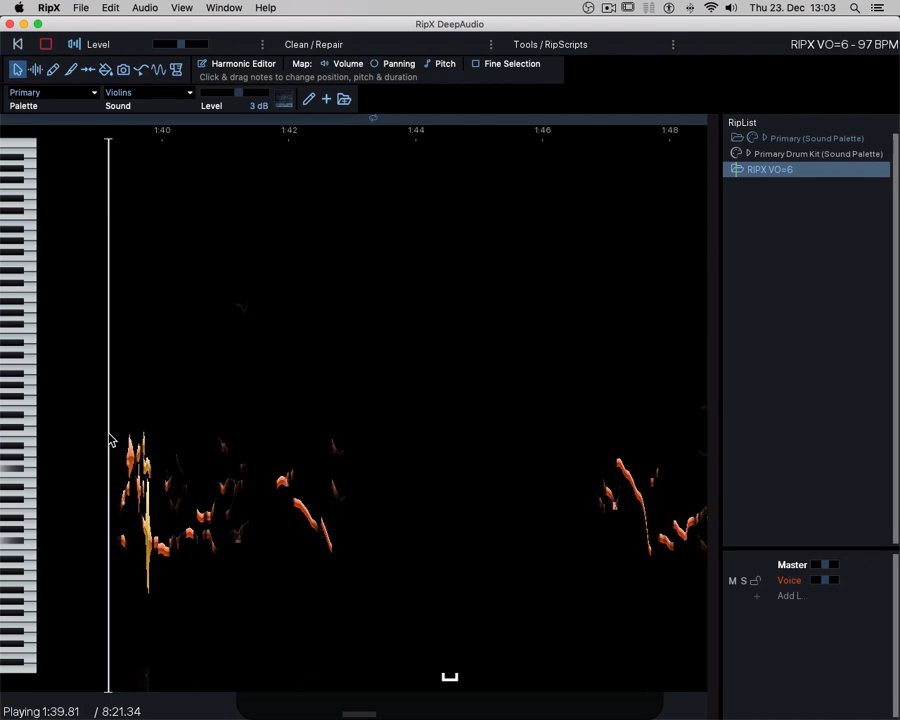 RipX File Edit Audio View Window Help Thu 23. Dec 13:03
RipX DeepAudio
Level Clean / Repair Tools / RipScripts RIPX VO=6 - 97 BPM
Harmonic Editor Map: Volume Panning Pitch Fine Selection
Click & drag notes to change position, pitch & duration
Primary Violins
Palette Sound Level 3 dB
1:40 1:42 1:44 1:46 1:48
RipList
Primary (Sound Palette)
Primary Drum Kit (Sound Palette)
RIPX VO=6
Master
M S Voice
+ Add L...
Playing 1:39.81 / 8:21.34